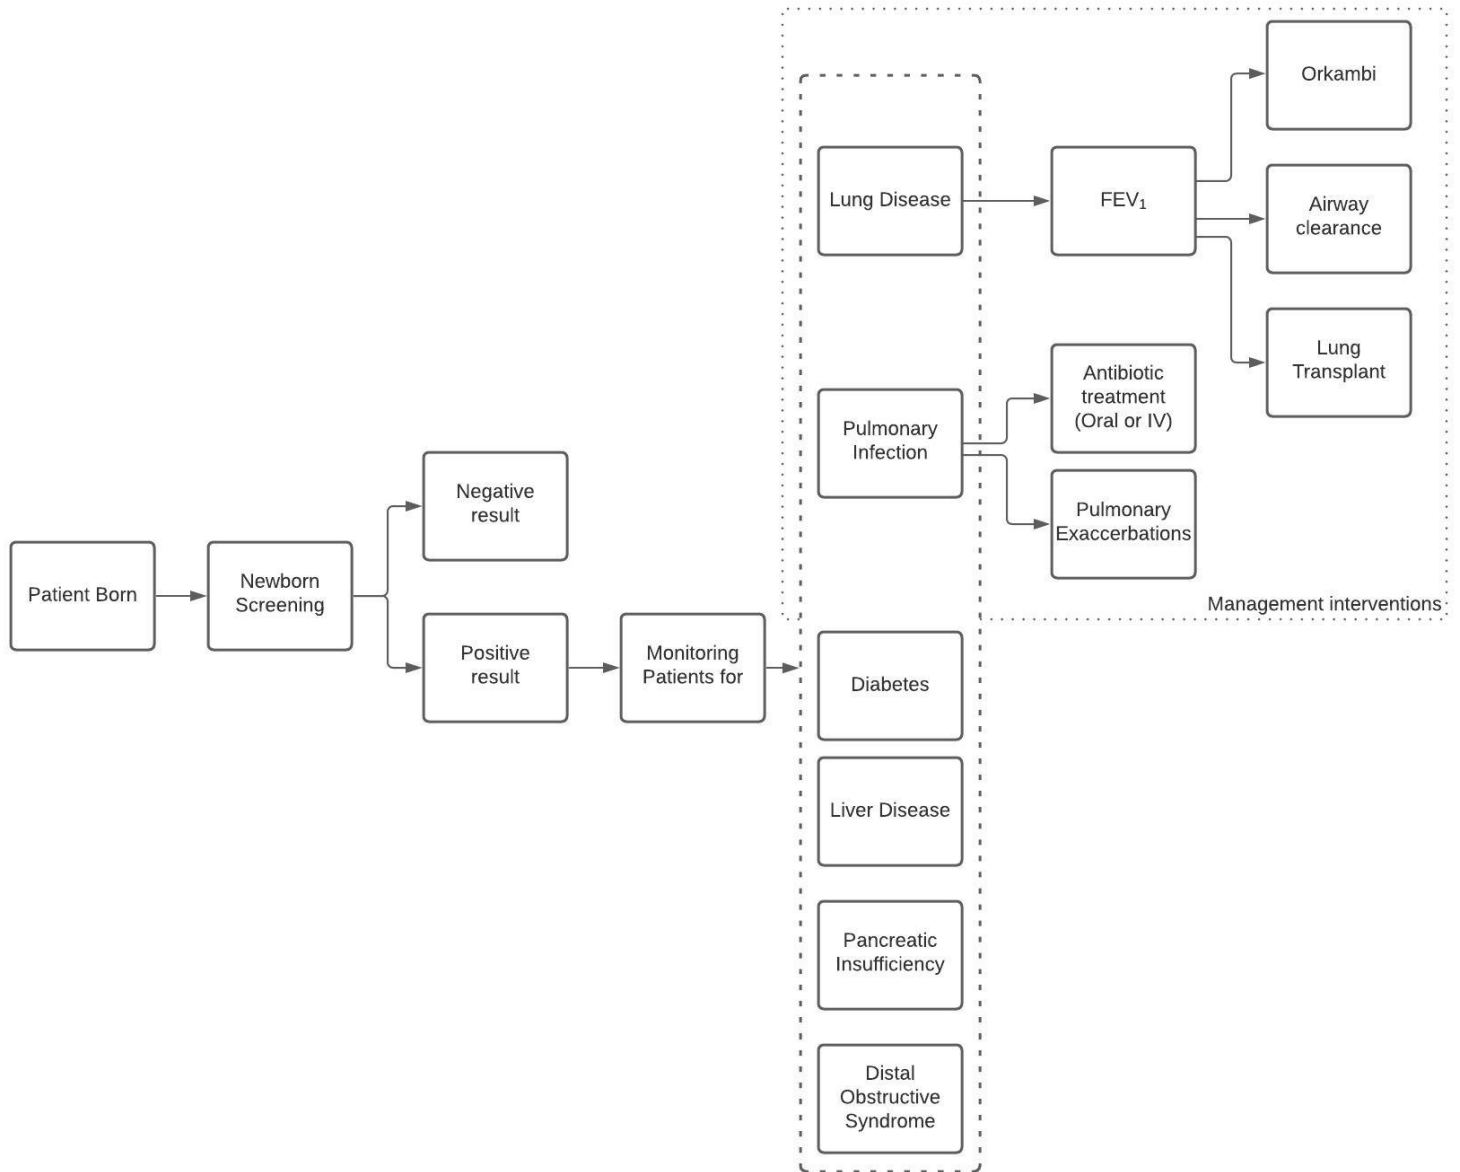 Patient Born
Newborn
Screening
Negative
result
Positive
result
Monitoring
Patients for
Lung Disease
Pulmonary
Infection
Diabetes
Liver Disease
Pancreatic
Insufficiency
Distal
Obstructive
Syndrome
FEV₁
Antibiotic
treatment
(Oral or IV)
Pulmonary
Exaccerbations
Orkambi
Airway
clearance
Lung
Transplant
Management interventions